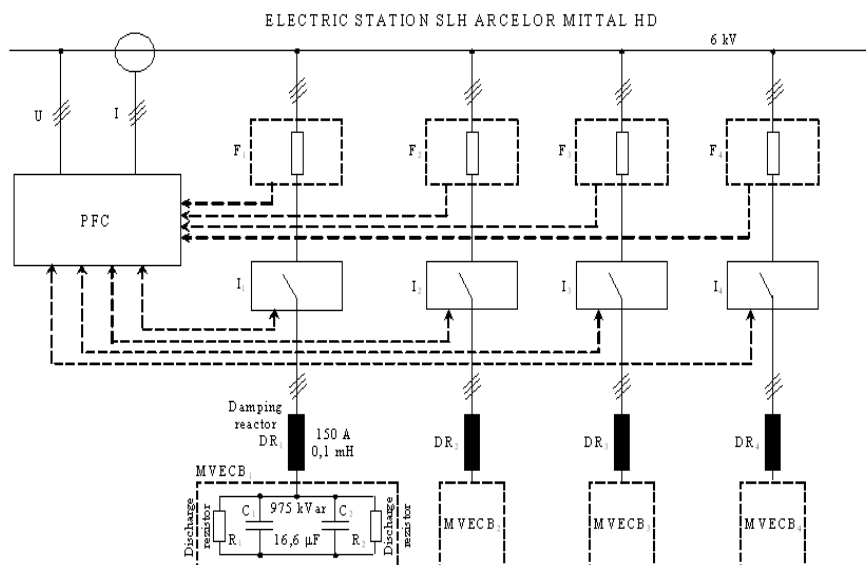 ELECTRIC STATION SLH ARCELOR MITTAL HD
6 kV
U
I
F1
F2
F3
F4
PFC
I1
I2
I3
I4
Damping
reactor
DR1
150 A
0,1 mH
DR2
DR3
DR4
MVECB1
Discharge
rezistor
R1
C1
975 kVar
C2
16,6 µF
R2
Discharge
rezistor
MVECB2
MVECB3
MVECB4